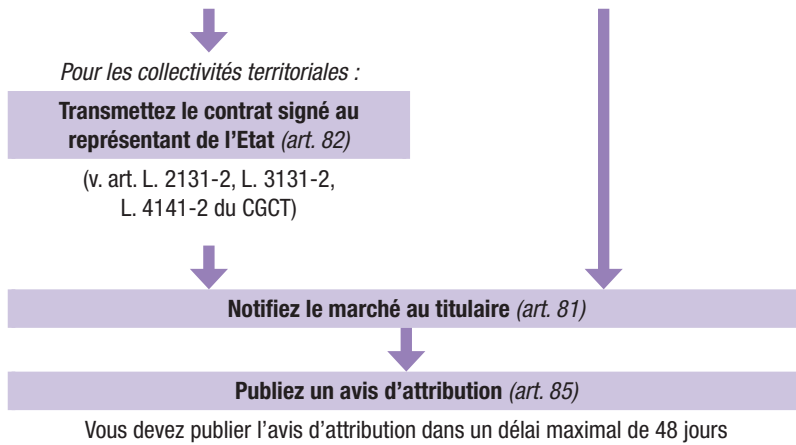 Pour les collectivités territoriales :
Transmettez le contrat signé au
représentant de l’Etat (art. 82)
(v. art. L. 2131-2, L. 3131-2,
L. 4141-2 du CGCT)
Notifiez le marché au titulaire (art. 81)
Publiez un avis d’attribution (art. 85)
Vous devez publier l’avis d’attribution dans un délai maximal de 48 jours